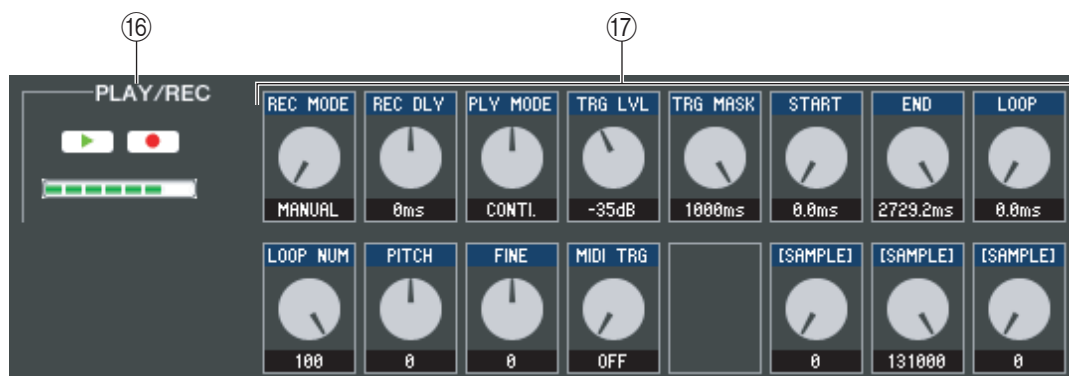 ⑯ ⑰
PLAY/REC
REC MODE REC DLY PLY MODE TRG LVL TRG MASK START END LOOP
MANUAL 0ms CONTI. -35dB 1000ms 0.0ms 2729.2ms 0.0ms
LOOP NUM PITCH FINE MIDI TRG [SAMPLE] [SAMPLE] [SAMPLE]
100 0 0 OFF 0 131000 0